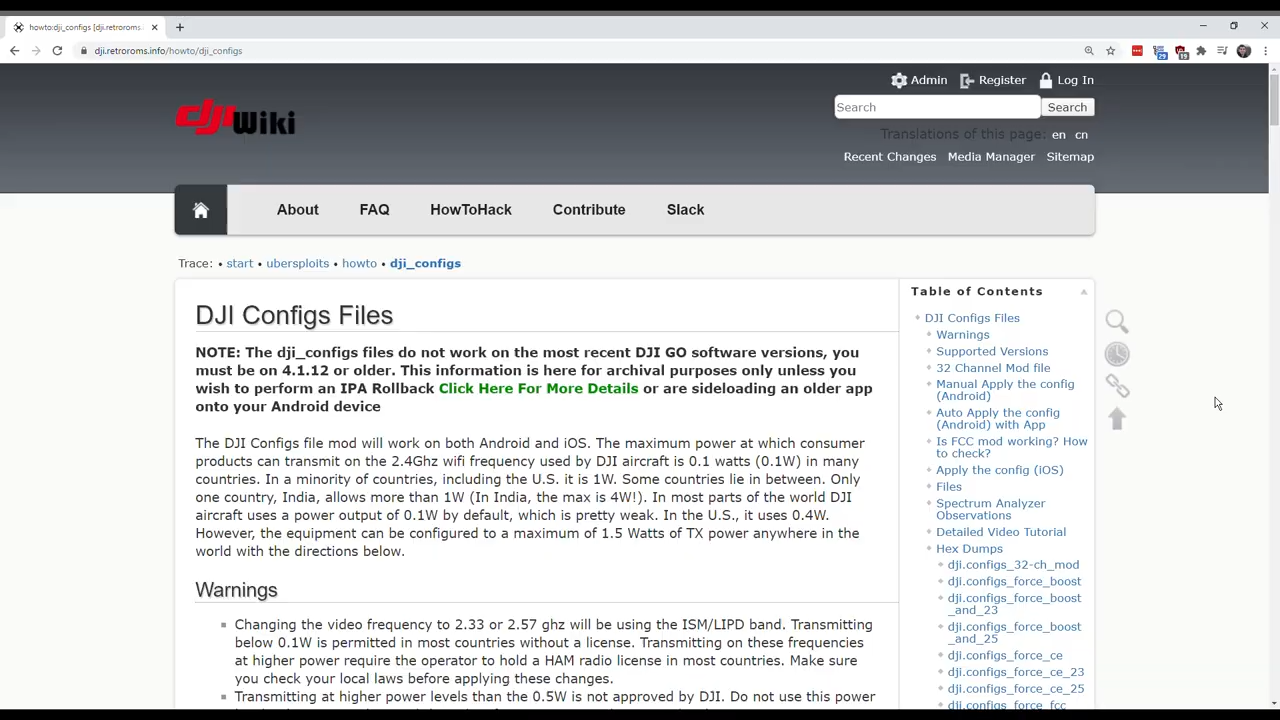 howto:dji_configs [dji.retroroms.
dji.retroroms.info/howto/dji_configs
29
15
Admin
Register
Log In
dji Wiki
Search
Search
Translations of this page: en cn
Recent Changes Media Manager Sitemap
About FAQ HowToHack Contribute Slack
Trace: • start • ubersploits • howto • dji_configs
DJI Configs Files
NOTE: The dji_configs files do not work on the most recent DJI GO software versions, you
must be on 4.1.12 or older. This information is here for archival purposes only unless you
wish to perform an IPA Rollback Click Here For More Details or are sideloading an older app
onto your Android device
The DJI Configs file mod will work on both Android and iOS. The maximum power at which consumer
products can transmit on the 2.4Ghz wifi frequency used by DJI aircraft is 0.1 watts (0.1W) in many
countries. In a minority of countries, including the U.S. it is 1W. Some countries lie in between. Only
one country, India, allows more than 1W (In India, the max is 4W!). In most parts of the world DJI
aircraft uses a power output of 0.1W by default, which is pretty weak. In the U.S., it uses 0.4W.
However, the equipment can be configured to a maximum of 1.5 Watts of TX power anywhere in the
world with the directions below.
Warnings
Changing the video frequency to 2.33 or 2.57 ghz will be using the ISM/LIPD band. Transmitting
below 0.1W is permitted in most countries without a license. Transmitting on these frequencies
at higher power require the operator to hold a HAM radio license in most countries. Make sure
you check your local laws before applying these changes.
Transmitting at higher power levels than the 0.5W is not approved by DJI. Do not use this power
Table of Contents
DJI Configs Files
Warnings
Supported Versions
32 Channel Mod file
Manual Apply the config
(Android)
Auto Apply the config
(Android) with App
Is FCC mod working? How
to check?
Apply the config (iOS)
Files
Spectrum Analyzer
Observations
Detailed Video Tutorial
Hex Dumps
dji.configs_32-ch_mod
dji.configs_force_boost
dji.configs_force_boost
_and_23
dji.configs_force_boost
_and_25
dji.configs_force_ce
dji.configs_force_ce_23
dji.configs_force_ce_25
dji.configs_force_fcc